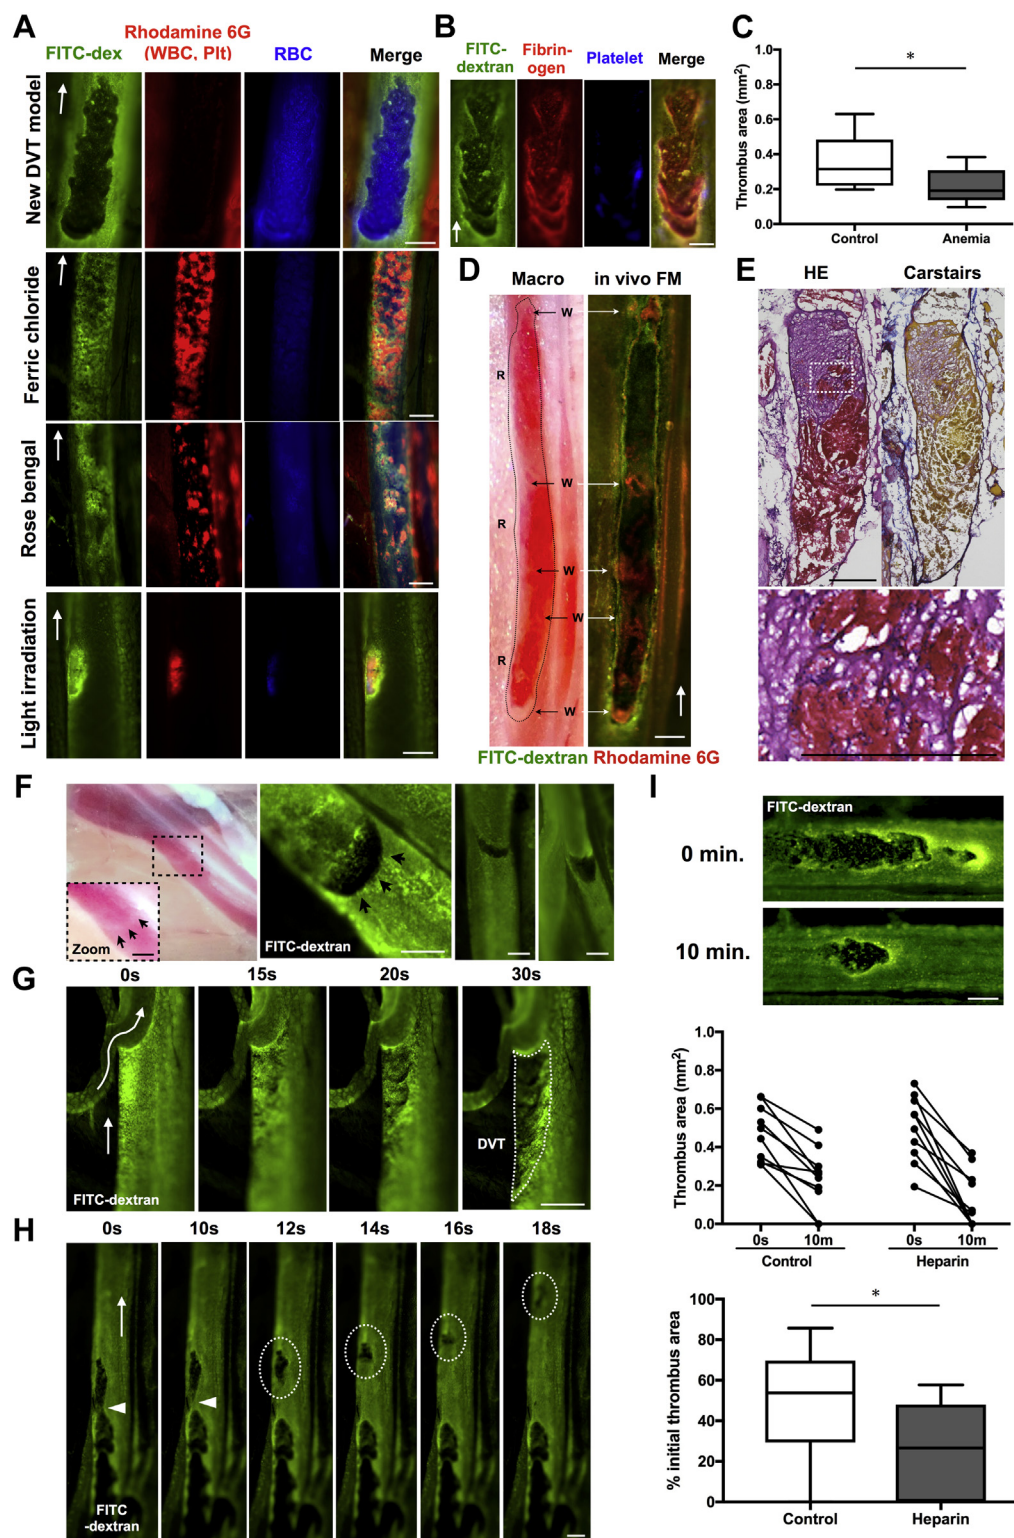 A
FITC-dex
Rhodamine 6G
(WBC, Plt)
RBC
Merge
New DVT model
Ferric chloride
Rose bengal
Light irradiation
B
FITC-
dextran
Fibrin-
ogen
Platelet
Merge
C
Thrombus area (mm²)
1.0
0.8
0.6
0.4
0.2
0.0
*
Control
Anemia
D
Macro
in vivo FM
W
R
W
R
W
W
R
W
FITC-dextran Rhodamine 6G
E
HE
Carstairs
F
Zoom
FITC-dextran
G
0s
15s
20s
30s
FITC-dextran
DVT
H
0s
10s
12s
14s
16s
18s
FITC
-dextran
I
FITC-dextran
0 min.
FITC-dextran
10 min.
Thrombus area (mm²)
1.0
0.8
0.6
0.4
0.2
0.0
0s
10m
0s
10m
Control
Heparin
% initial thrombus area
100
80
60
40
20
0
*
Control
Heparin